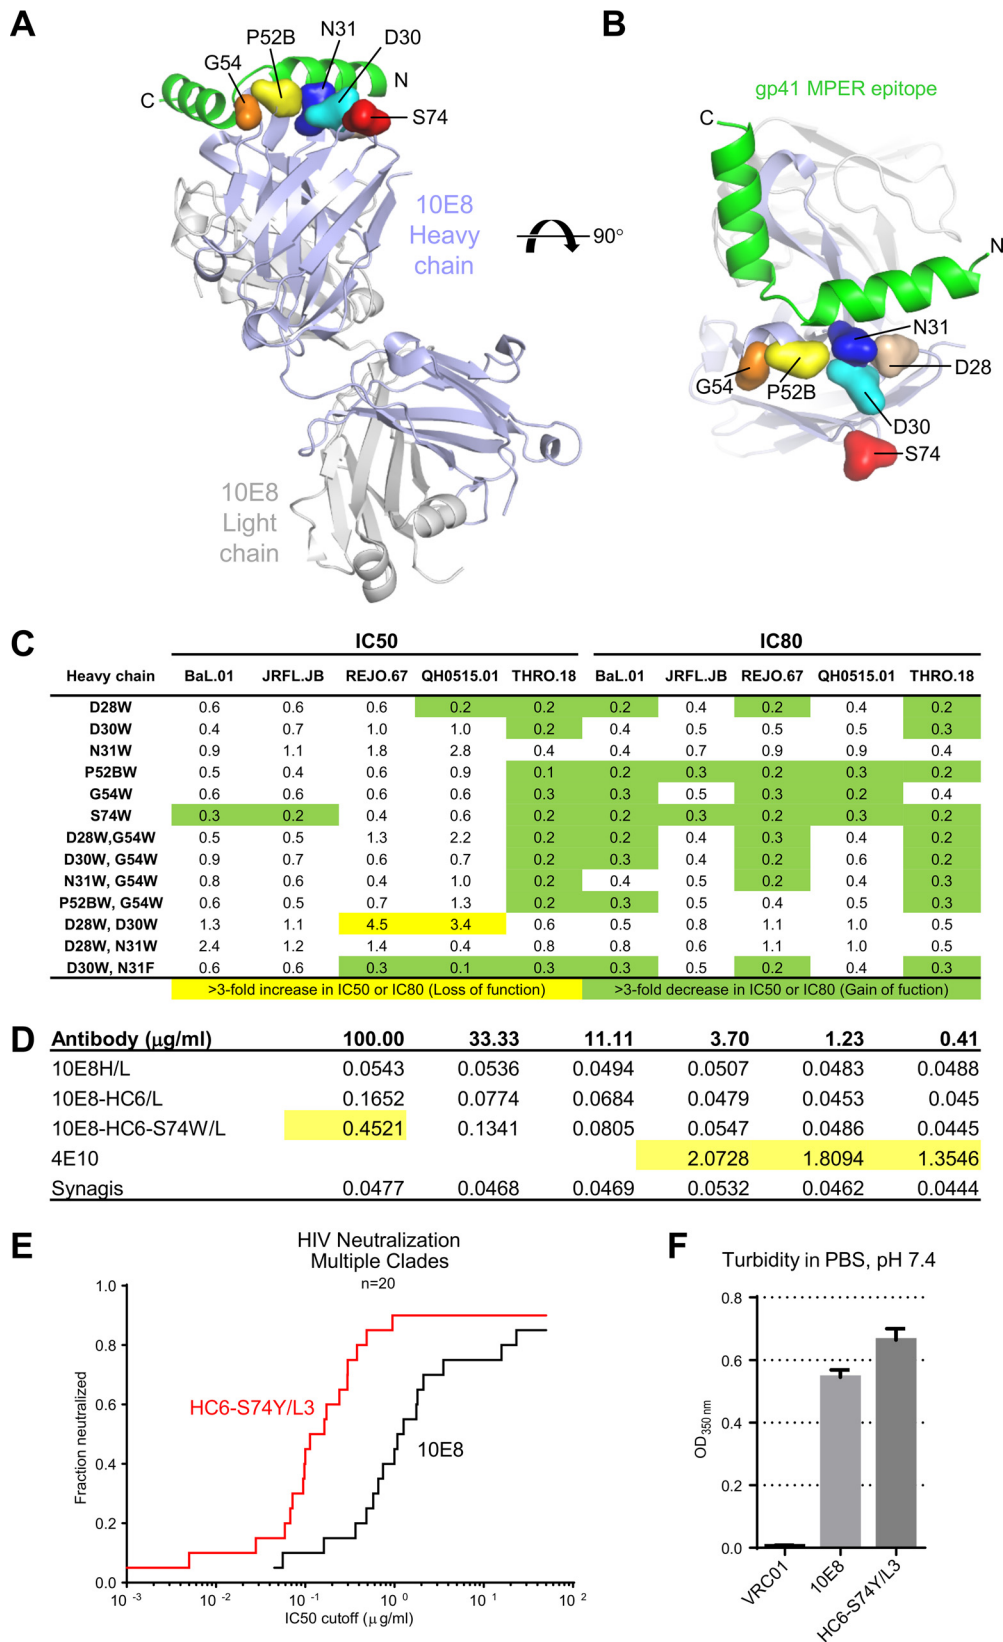 A
P52B
N31
D30
G54
N
C
S74
10E8
Heavy
chain
90°
10E8
Light
chain
B
gp41 MPER epitope
C
N
N31
G54
P52B
D28
D30
S74
C
IC50 IC80
Heavy chain BaL.01 JRFL.JB REJO.67 QH0515.01 THRO.18 BaL.01 JRFL.JB REJO.67 QH0515.01 THRO.18
D28W 0.6 0.6 0.6 0.2 0.2 0.2 0.4 0.2 0.4 0.2
D30W 0.4 0.7 1.0 1.0 0.2 0.4 0.5 0.5 0.5 0.3
N31W 0.9 1.1 1.8 2.8 0.4 0.4 0.7 0.9 0.9 0.4
P52BW 0.5 0.4 0.6 0.9 0.1 0.2 0.3 0.2 0.3 0.2
G54W 0.6 0.6 0.6 0.6 0.3 0.3 0.5 0.3 0.2 0.4
S74W 0.3 0.2 0.4 0.6 0.2 0.2 0.3 0.2 0.3 0.2
D28W,G54W 0.5 0.5 1.3 2.2 0.2 0.2 0.4 0.3 0.4 0.2
D30W, G54W 0.9 0.7 0.6 0.7 0.2 0.3 0.4 0.2 0.6 0.2
N31W, G54W 0.8 0.6 0.4 1.0 0.2 0.4 0.5 0.2 0.4 0.3
P52BW, G54W 0.6 0.5 0.7 1.3 0.2 0.3 0.5 0.4 0.5 0.3
D28W, D30W 1.3 1.1 4.5 3.4 0.6 0.5 0.8 1.1 1.0 0.5
D28W, N31W 2.4 1.2 1.4 0.4 0.8 0.8 0.6 1.1 1.0 0.5
D30W, N31F 0.6 0.6 0.3 0.1 0.3 0.3 0.5 0.2 0.4 0.3
>3-fold increase in IC50 or IC80 (Loss of function) >3-fold decrease in IC50 or IC80 (Gain of fuction)
D
Antibody (μg/ml) 100.00 33.33 11.11 3.70 1.23 0.41
10E8H/L 0.0543 0.0536 0.0494 0.0507 0.0483 0.0488
10E8-HC6/L 0.1652 0.0774 0.0684 0.0479 0.0453 0.045
10E8-HC6-S74W/L 0.4521 0.1341 0.0805 0.0547 0.0486 0.0445
4E10 2.0728 1.8094 1.3546
Synagis 0.0477 0.0468 0.0469 0.0532 0.0462 0.0444
E
HIV Neutralization
Multiple Clades
n=20
Fraction neutralized
1.0
0.8
0.6
0.4
0.2
0.0
HC6-S74Y/L3
10E8
10⁻³ 10⁻² 10⁻¹ 10⁰ 10¹ 10²
IC50 cutoff (μg/ml)
F
Turbidity in PBS, pH 7.4
OD350 nm
0.8
0.6
0.4
0.2
0.0
VRC01
10E8
HC6-S74Y/L3